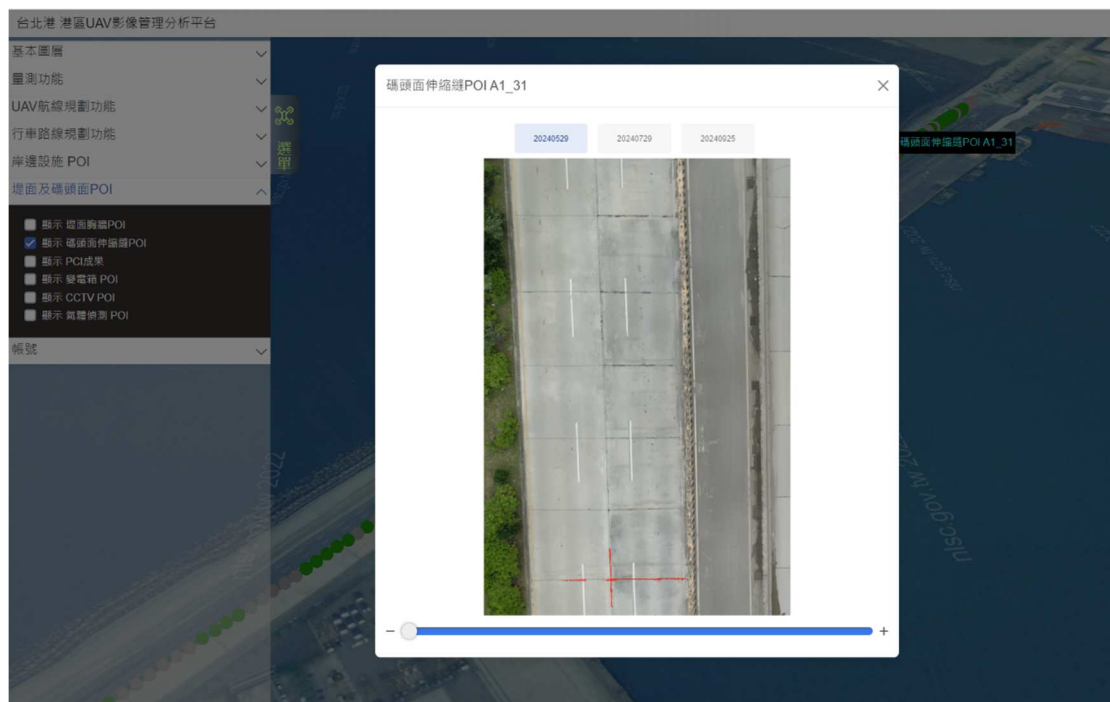 台北港 港區UAV影像管理分析平台
基本圖層
量測功能
UAV航線規劃功能
行車路線規劃功能
岸邊設施 POI
堤面及碼頭面POI
顯示 堤面胸牆POI
顯示 碼頭面伸縮縫POI
顯示 PCI成果
顯示 變電箱 POI
顯示 CCTV POI
顯示 氣體偵測 POI
帳號
選單
碼頭面伸縮縫POI A1_31
20240529
20240729
20240925
碼頭面伸縮縫POI A1_31
nlsc.gov.tw 202
2022